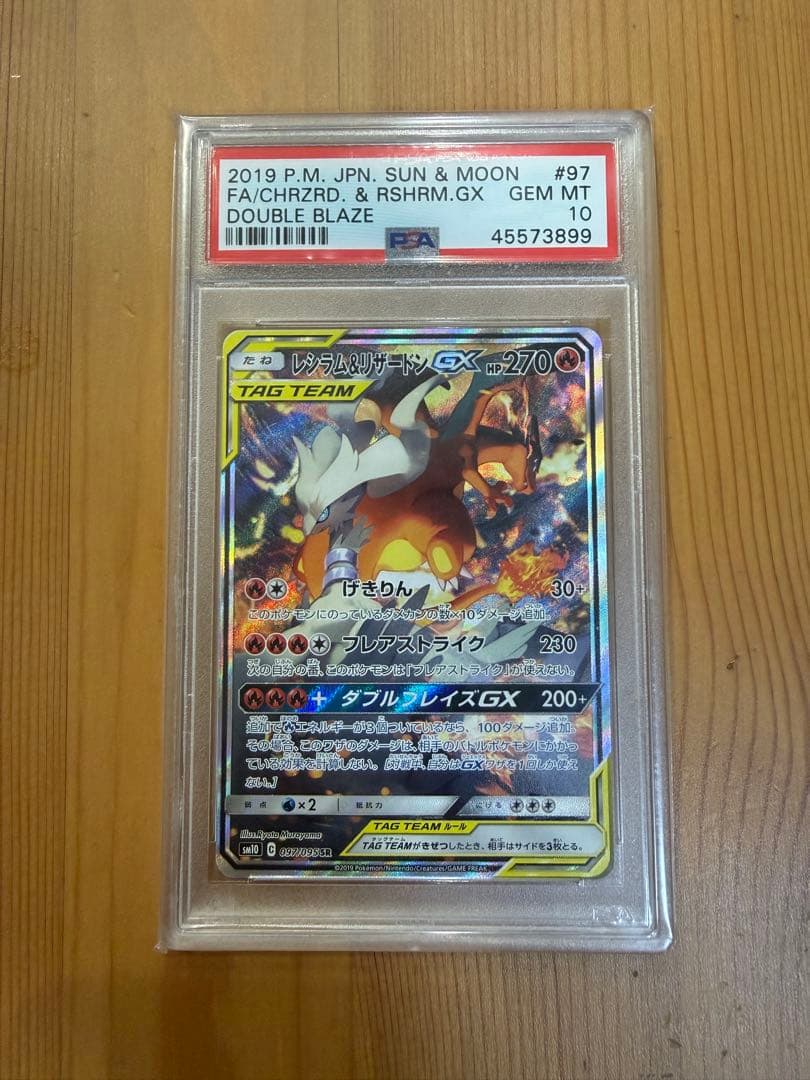 2019 P.M. JPN. SUN & MOON #97
FA/CHRZRD. & RSHRM.GX GEM MT
DOUBLE BLAZE 10
PSA 45573899
たね レシラム&リザードンGX HP270
TAG TEAM
げきりん 30+
このポケモンにのっているダメカンの数×10ダメージ追加。
フレアストライク 230
次の自分の番、このポケモンは「フレアストライク」が使えない。
+ ダブルブレイズGX 200+
追加でエネルギーが3個ついているなら、100ダメージ追加。
その場合、このワザのダメージは、相手のバトルポケモンにかかっ
ている効果を計算しない。[対戦中、自分はGXワザを1回しか使え
ない。]
弱点 ×2 抵抗力 にげる
TAG TEAM ルール
TAG TEAMがきぜつしたとき、相手はサイドを3枚とる。
Illus. Ryota Murayama
sm10 C 097/095 SR
©2019 Pokémon/Nintendo/Creatures/GAME FREAK.